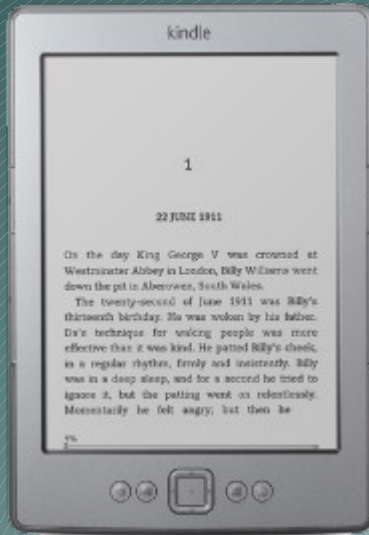 kindle
1
22 JUNE 1911
On the day King George V was crowned at
Westminster Abbey in London, Billy Williams went
down the pit in Aberowen, South Wales.
The twenty-second of June 1911 was Billy's
thirteenth birthday. He was woken by his father.
Da's technique for waking people was more
effective than it was kind. He patted Billy's cheek,
in a regular rhythm, firmly and insistently. Billy
was in a deep sleep, and for a second he tried to
ignore it, but the patting went on relentlessly.
Momentarily he felt angry; but then he